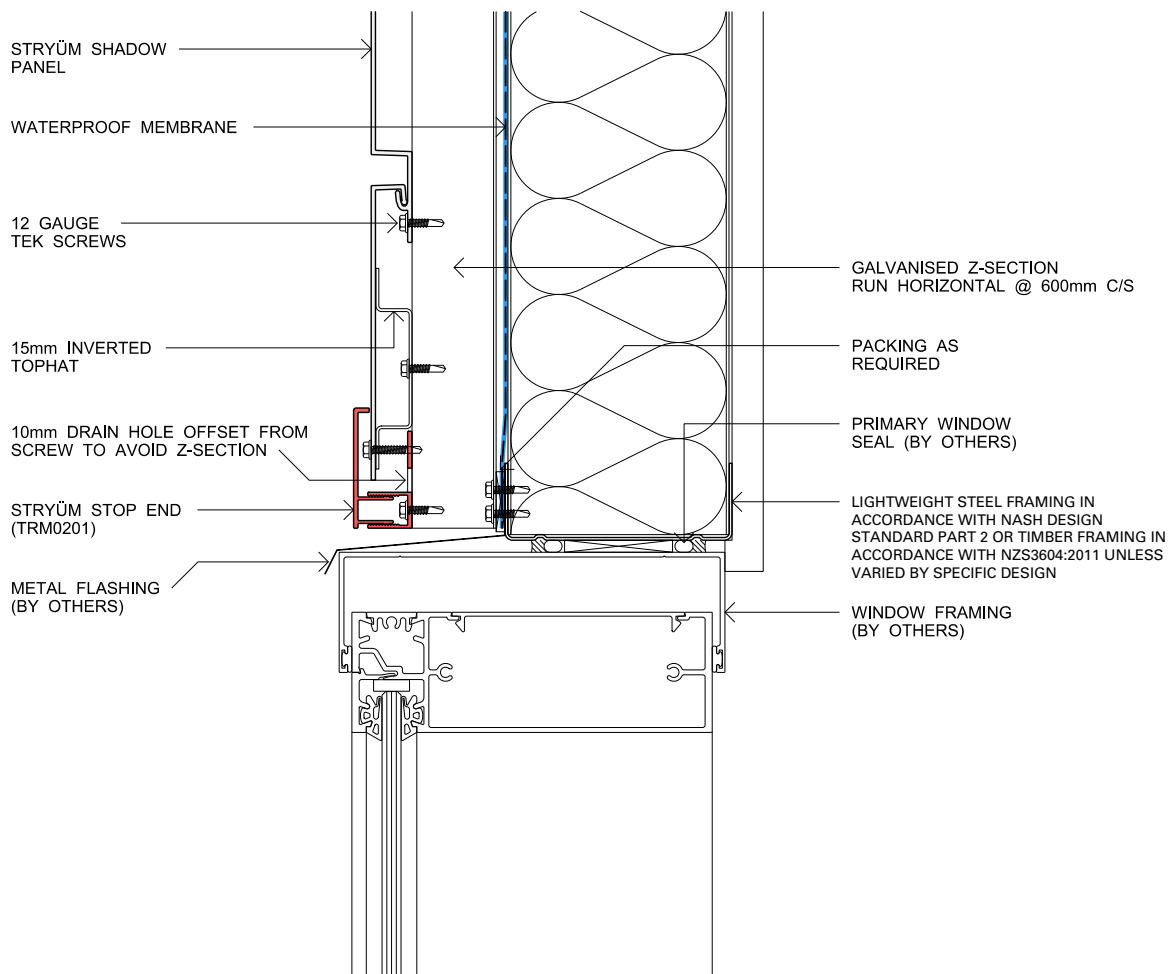 STRYÜM SHADOW
PANEL
WATERPROOF MEMBRANE
12 GAUGE
TEK SCREWS
15mm INVERTED
TOPHAT
10mm DRAIN HOLE OFFSET FROM
SCREW TO AVOID Z-SECTION
STRYÜM STOP END
(TRM0201)
METAL FLASHING
(BY OTHERS)
GALVANISED Z-SECTION
RUN HORIZONTAL @ 600mm C/S
PACKING AS
REQUIRED
PRIMARY WINDOW
SEAL (BY OTHERS)
LIGHTWEIGHT STEEL FRAMING IN
ACCORDANCE WITH NASH DESIGN
STANDARD PART 2 OR TIMBER FRAMING IN
ACCORDANCE WITH NZS3604:2011 UNLESS
VARIED BY SPECIFIC DESIGN
WINDOW FRAMING
(BY OTHERS)